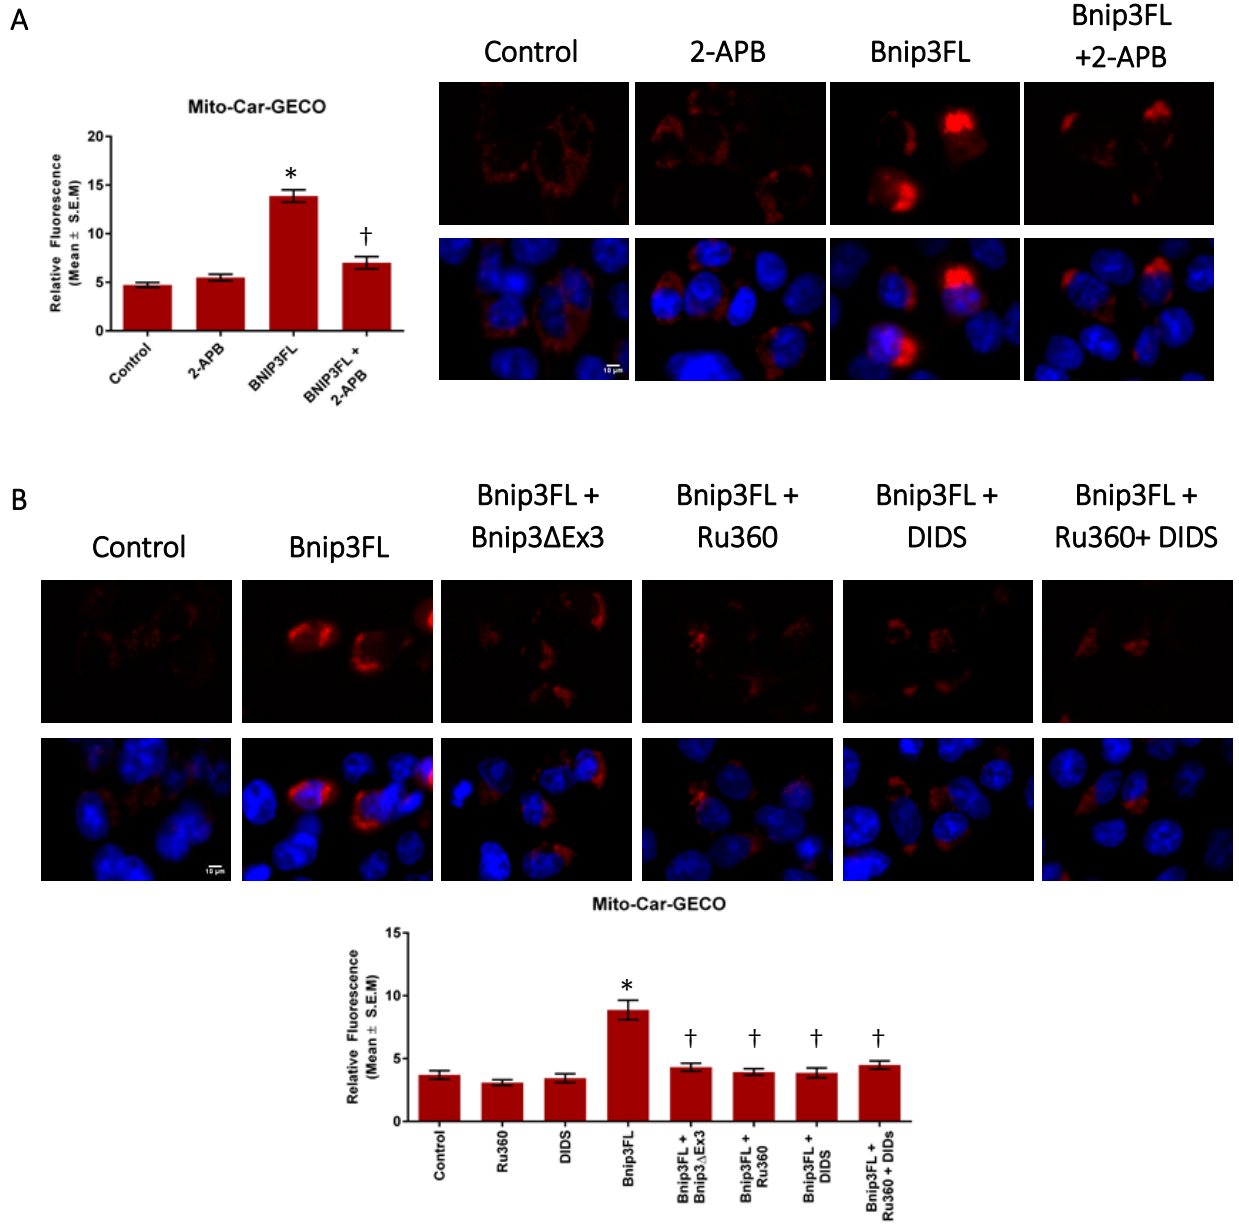 A
Control
2-APB
Bnip3FL
Bnip3FL
+2-APB
Mito-Car-GECO
Relative Fluorescence
(Mean ± S.E.M)
20
15
10
5
0
*
†
Control
2-APB
BNIP3FL
BNIP3FL +
2-APB
10 µm
B
Control
Bnip3FL
Bnip3FL +
Bnip3ΔEx3
Bnip3FL +
Ru360
Bnip3FL +
DIDS
Bnip3FL +
Ru360+ DIDS
10 µm
Mito-Car-GECO
Relative Fluorescence
(Mean ± S.E.M)
15
10
5
0
*
†
†
†
†
Control
Ru360
DIDS
Bnip3FL
Bnip3FL +
Bnip3ΔEx3
Bnip3FL +
Ru360
Bnip3FL +
DIDS
Bnip3FL +
Ru360 + DIDs